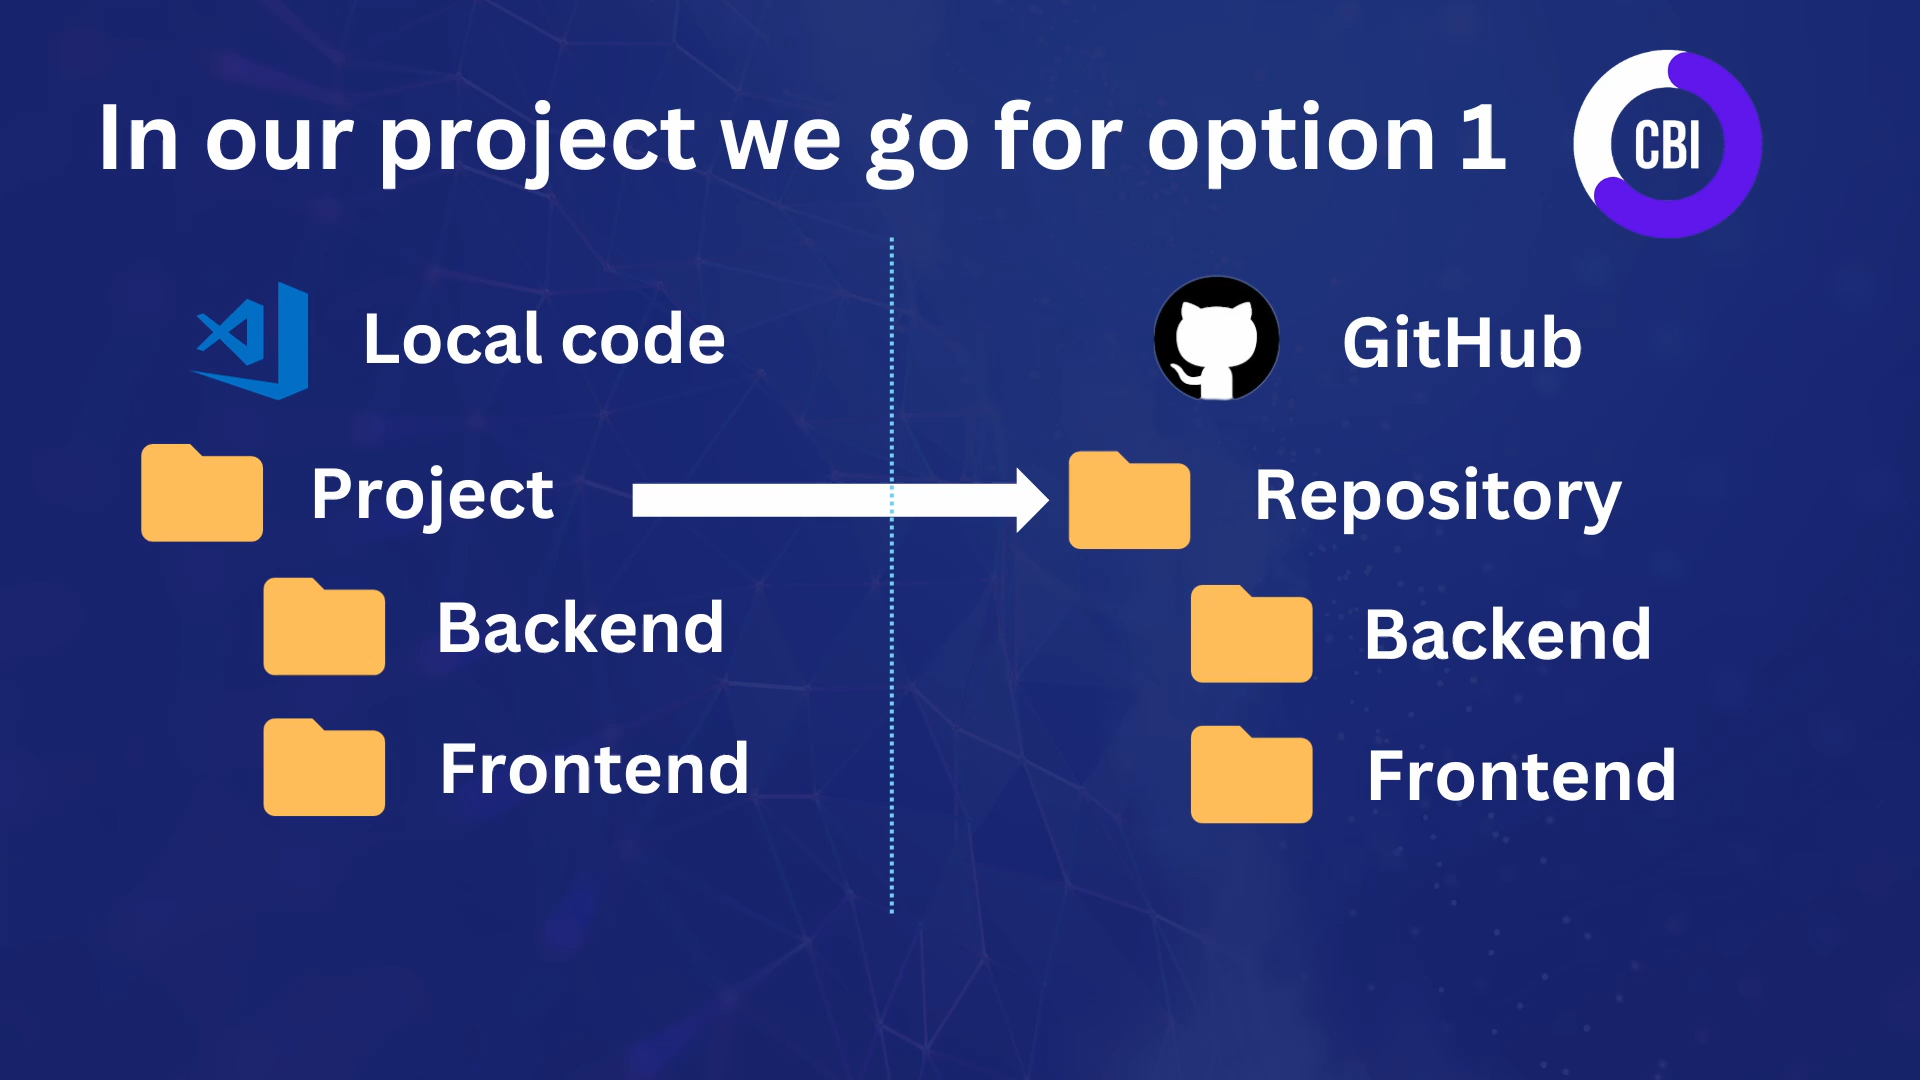 In our project we go for option 1
CBI
Local code
GitHub
Project
Repository
Backend
Backend
Frontend
Frontend